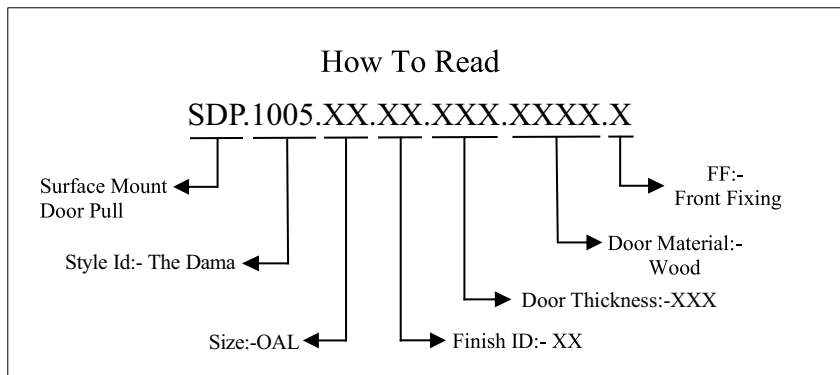 How To Read
SDP.1005.XX.XX.XXX.XXXX.X
Surface Mount
Door Pull
FF:-
Front Fixing
Style Id:- The Dama
Door Material:-
Wood
Door Thickness:-XXX
Size:-OAL
Finish ID:- XX